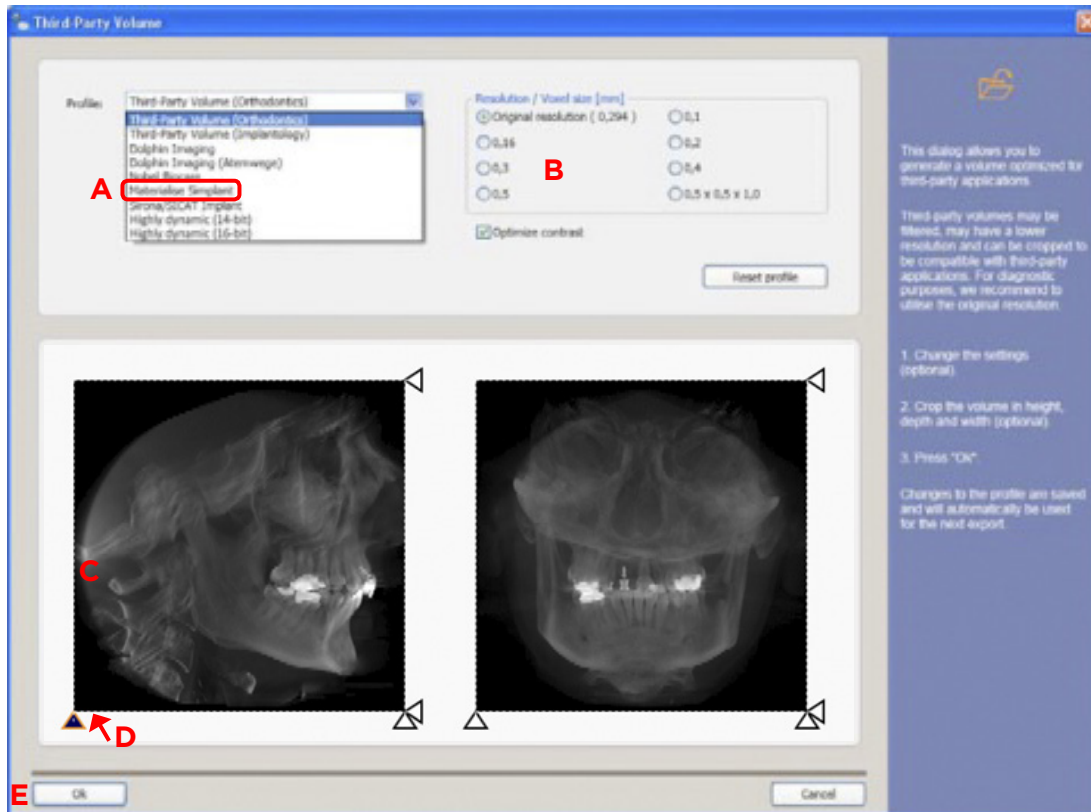 Third-Party Volume
Profile:
Third-Party Volume (Orthodontics)
Third-Party Volume (Orthodontics)
Third-Party Volume (Implantology)
Dolphin Imaging
Dolphin Imaging (Atemwege)
Nobel Biocare
A
Materialise Simplant
Sirona/SICAT Implant
Highly dynamic (14-bit)
Highly dynamic (16-bit)
Resolution / Voxel size [mm]
Original resolution ( 0,294 )
0,1
0,16
0,2
0,3
0,4
0,5
0,5 x 0,5 x 1,0
B
Optimize contrast
Reset profile
This dialog allows you to
generate a volume optimized for
third-party applications.
Third-party volumes may be
filtered, may have a lower
resolution and can be cropped to
be compatible with third-party
applications. For diagnostic
purposes, we recommend to
utilise the original resolution.
1. Change the settings
(optional).
2. Crop the volume in height,
depth and width (optional).
3. Press "Ok".
Changes to the profile are saved
and will automatically be used
for the next export.
C
D
E
Ok
Cancel